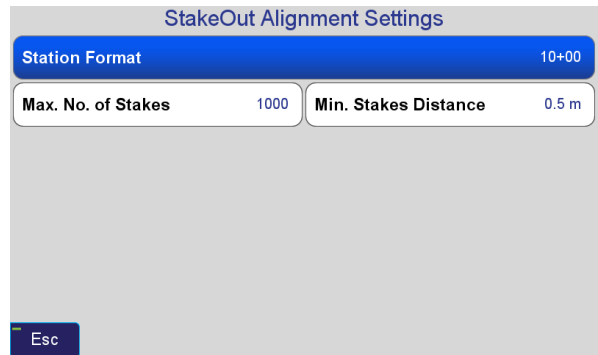 StakeOut Alignment Settings
Station Format 10+00
Max. No. of Stakes 1000 Min. Stakes Distance 0.5 m
Esc